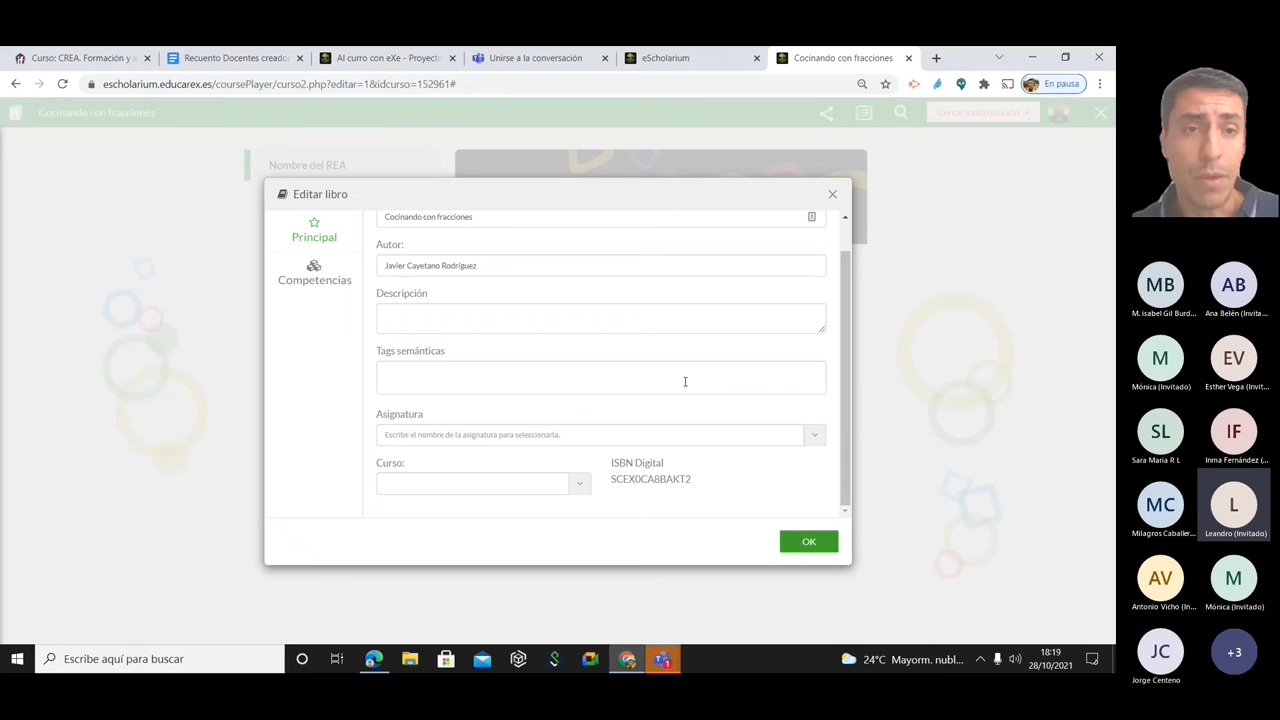 Curso: CREA. Formación y a
Recuento Docentes creador
Al curro con eXe - Proyecto
Unirse a la conversación
eScholarium
Cocinando con fracciones
escholarium.educarex.es/coursePlayer/curso2.php?editar=1&idcurso=152961#
En pausa
Cocinando con fracciones
Cerrar modo edición
Nombre del REA
Editar libro
Principal
Competencias
Cocinando con fracciones
Autor:
Javier Cayetano Rodríguez
Descripción
Tags semánticas
Asignatura
Escribe el nombre de la asignatura para seleccionarla.
Curso:
ISBN Digital
SCEX0CA8BAKT2
OK
MB
AB
M. isabel Gil Burd...
Ana Belén (Invita...
M
EV
Mónica (Invitado)
Esther Vega (Invit...
SL
IF
Sara Maria R L
Inma Fernández (...
MC
L
Milagros Caballer...
Leandro (Invitado)
AV
M
Antonio Vicho (In...
Mónica (Invitado)
JC
+3
Jorge Centeno
Escribe aquí para buscar
24°C Mayorm. nubl...
18:19
28/10/2021